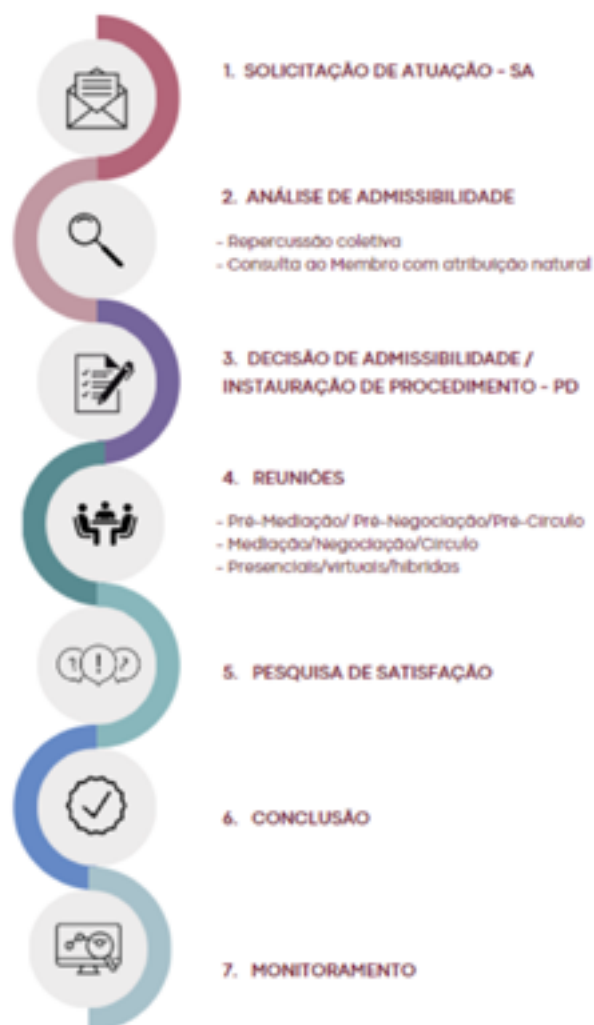 1. SOLICITAÇÃO DE ATUAÇÃO - SA
2. ANÁLISE DE ADMISSIBILIDADE
- Repercussão coletiva
- Consulta ao Membro com atribuição natural
3. DECISÃO DE ADMISSIBILIDADE /
INSTAURAÇÃO DE PROCEDIMENTO - PD
4. REUNIÕES
- Pré-Mediação/ Pré-Negociação/Pré-Círculo
- Mediação/Negociação/Círculo
- Presenciais/virtuais/híbridas
5. PESQUISA DE SATISFAÇÃO
6. CONCLUSÃO
7. MONITORAMENTO